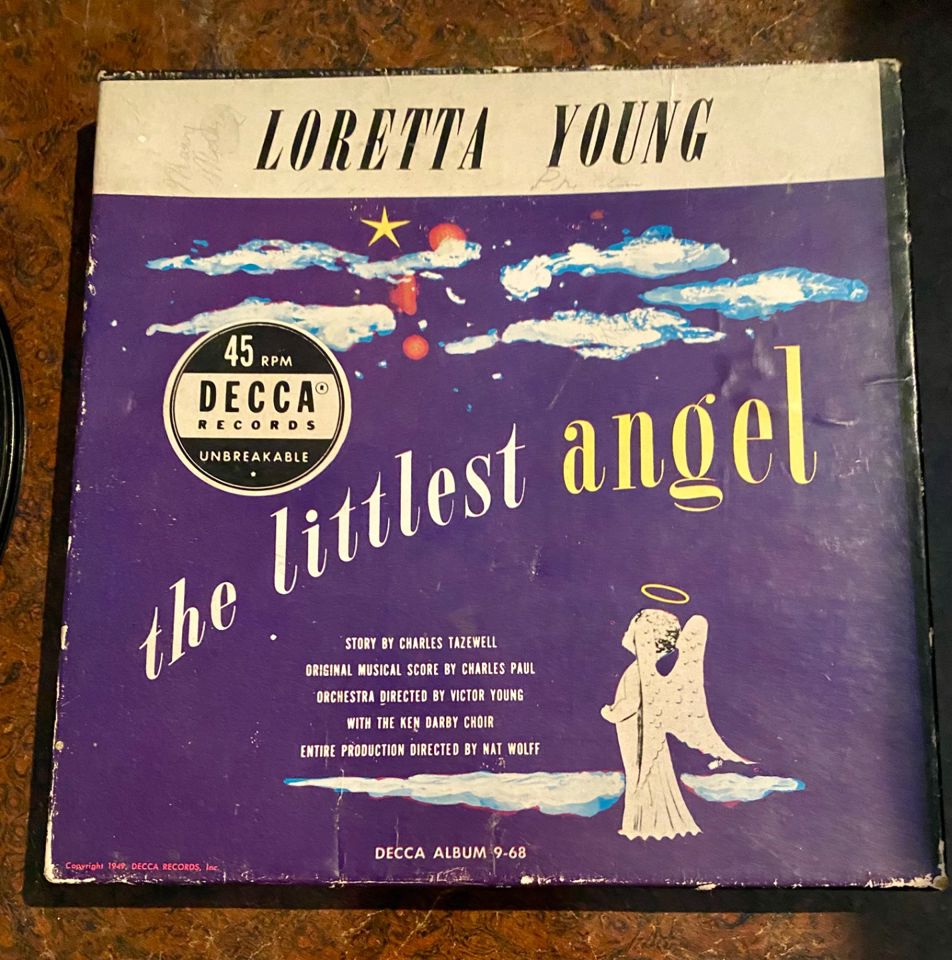 LORETTA YOUNG
45 RPM
DECCA®
RECORDS
UNBREAKABLE
the littlest angel
STORY BY CHARLES TAZEWELL
ORIGINAL MUSICAL SCORE BY CHARLES PAUL
ORCHESTRA DIRECTED BY VICTOR YOUNG
WITH THE KEN DARBY CHOIR
ENTIRE PRODUCTION DIRECTED BY NAT WOLFF
DECCA ALBUM 9-68
Copyright 1949, DECCA RECORDS, Inc.